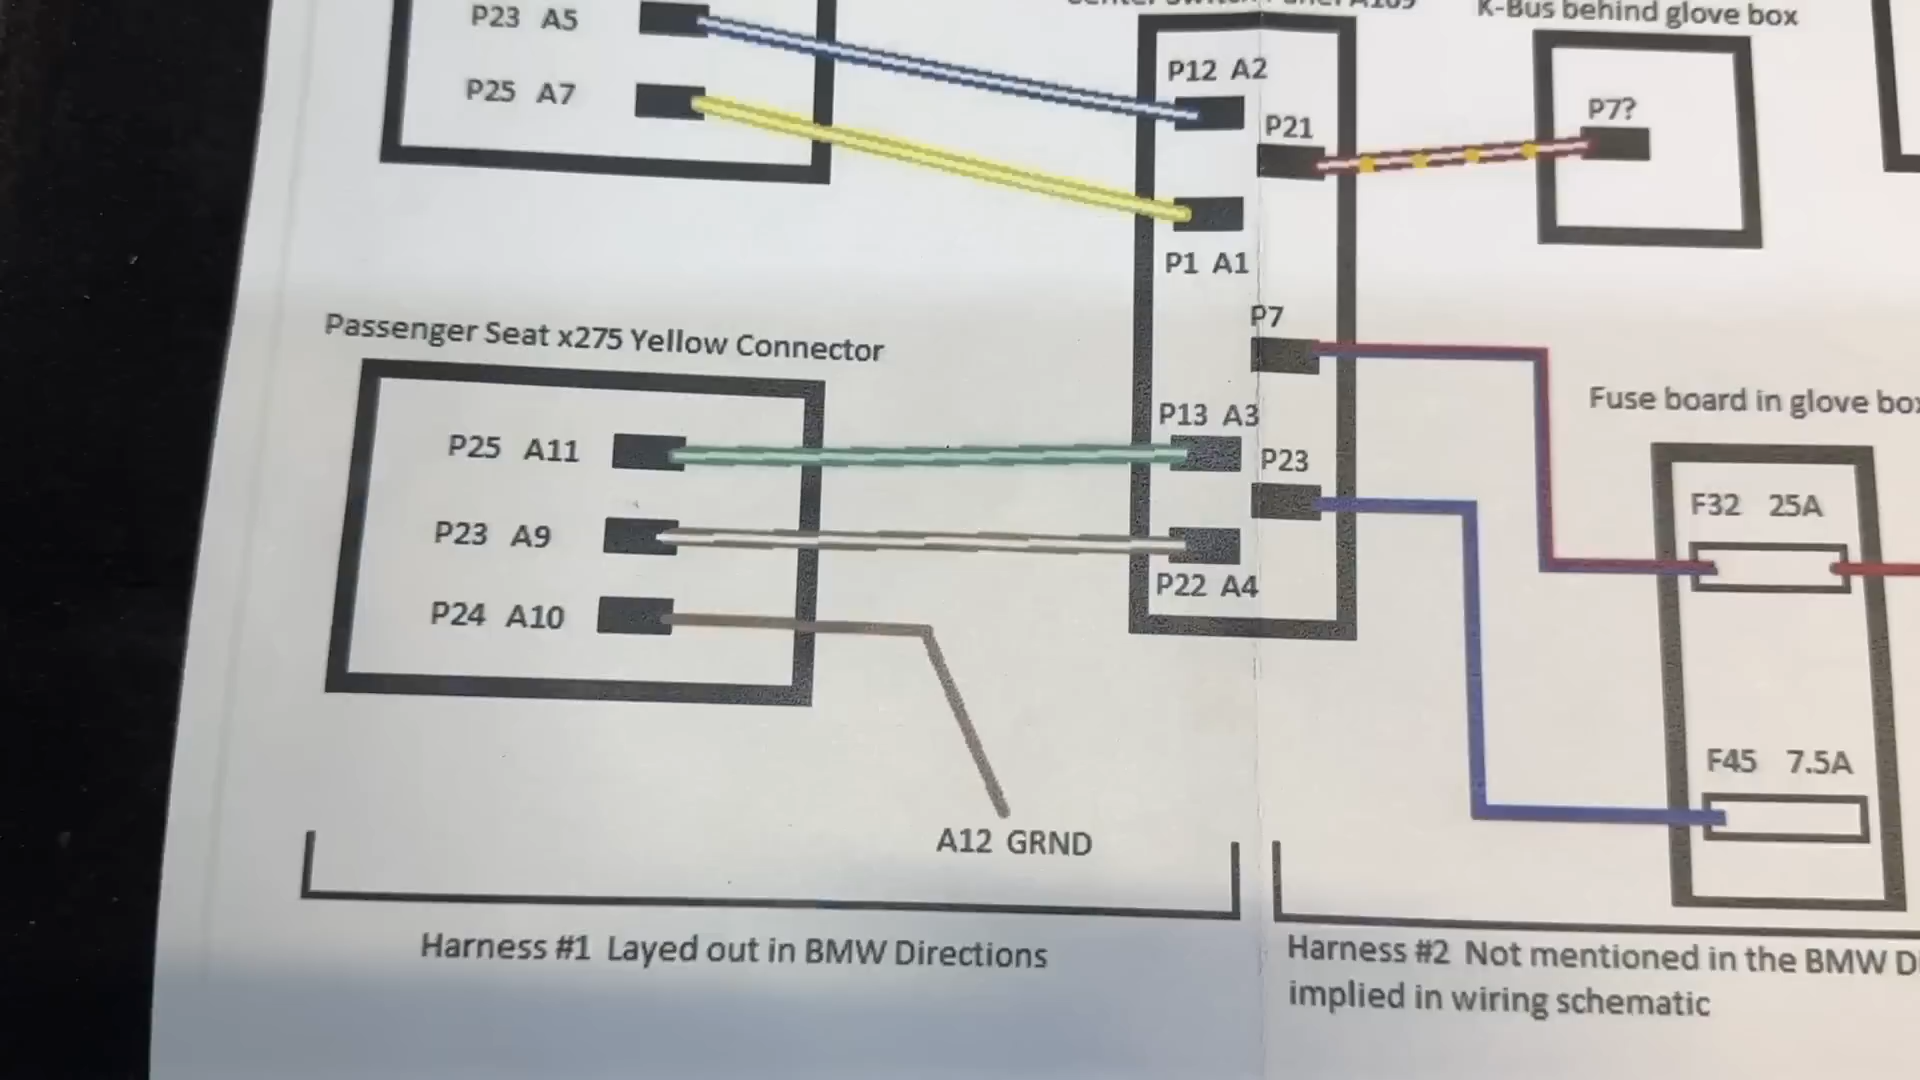 P23 A5
P25 A7
K-Bus behind glove box
P12 A2
P21
P7?
P1 A1
P7
Passenger Seat x275 Yellow Connector
P13 A3
Fuse board in glove box
P25 A11
P23
F32 25A
P23 A9
P22 A4
P24 A10
F45 7.5A
A12 GRND
Harness #1 Layed out in BMW Directions
Harness #2 Not mentioned in the BMW
implied in wiring schematic